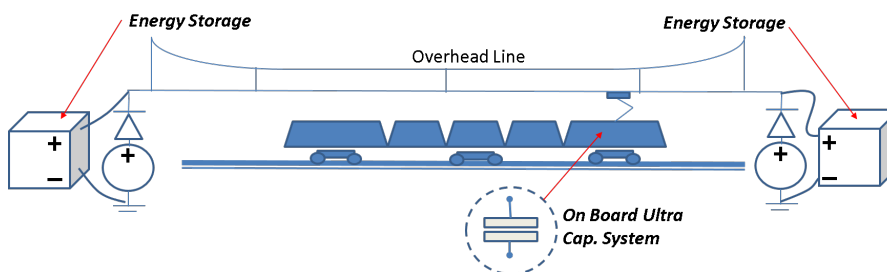 Energy Storage
Energy Storage
Overhead Line
+
+
+
+
−
−
On Board Ultra
Cap. System